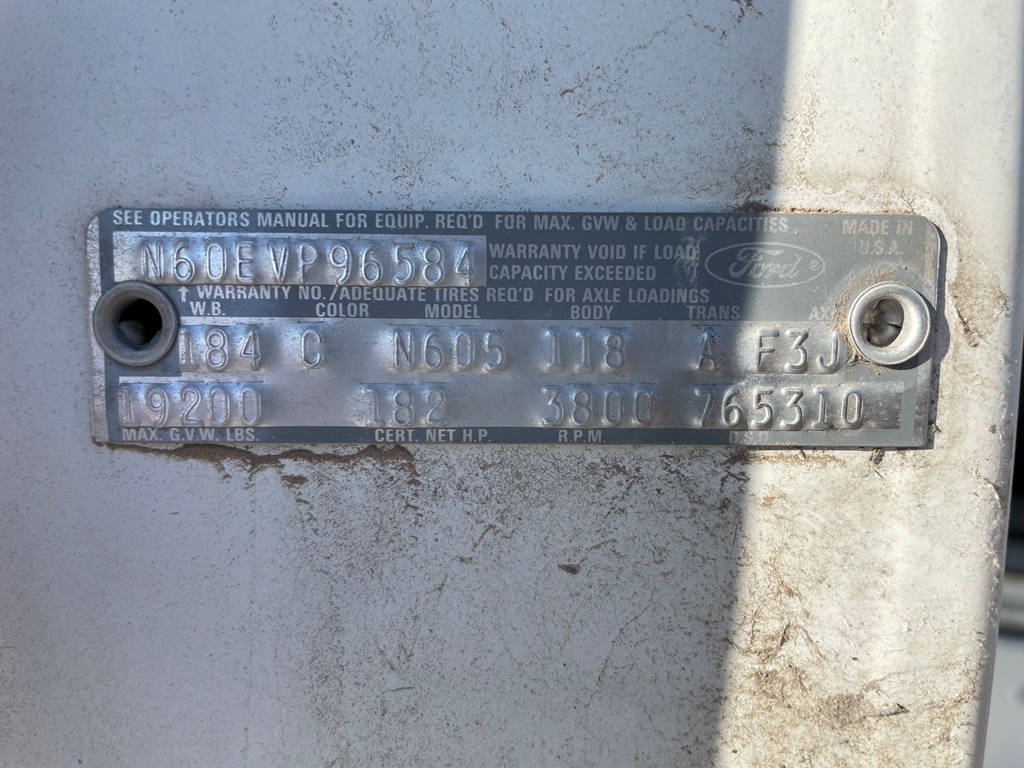 SEE OPERATORS MANUAL FOR EQUIP. REQ'D FOR MAX. GVW & LOAD CAPACITIES
MADE IN
U.S.A.
N60EVP96584
WARRANTY VOID IF LOAD
CAPACITY EXCEEDED
Ford®
↑ WARRANTY NO./ADEQUATE TIRES REQ'D FOR AXLE LOADINGS
W.B. COLOR MODEL BODY TRANS
184 C N605 118 A F3J
19200 182 3800 765310
MAX. G.V.W. LBS. CERT. NET H.P. R.P.M. D.S.O.